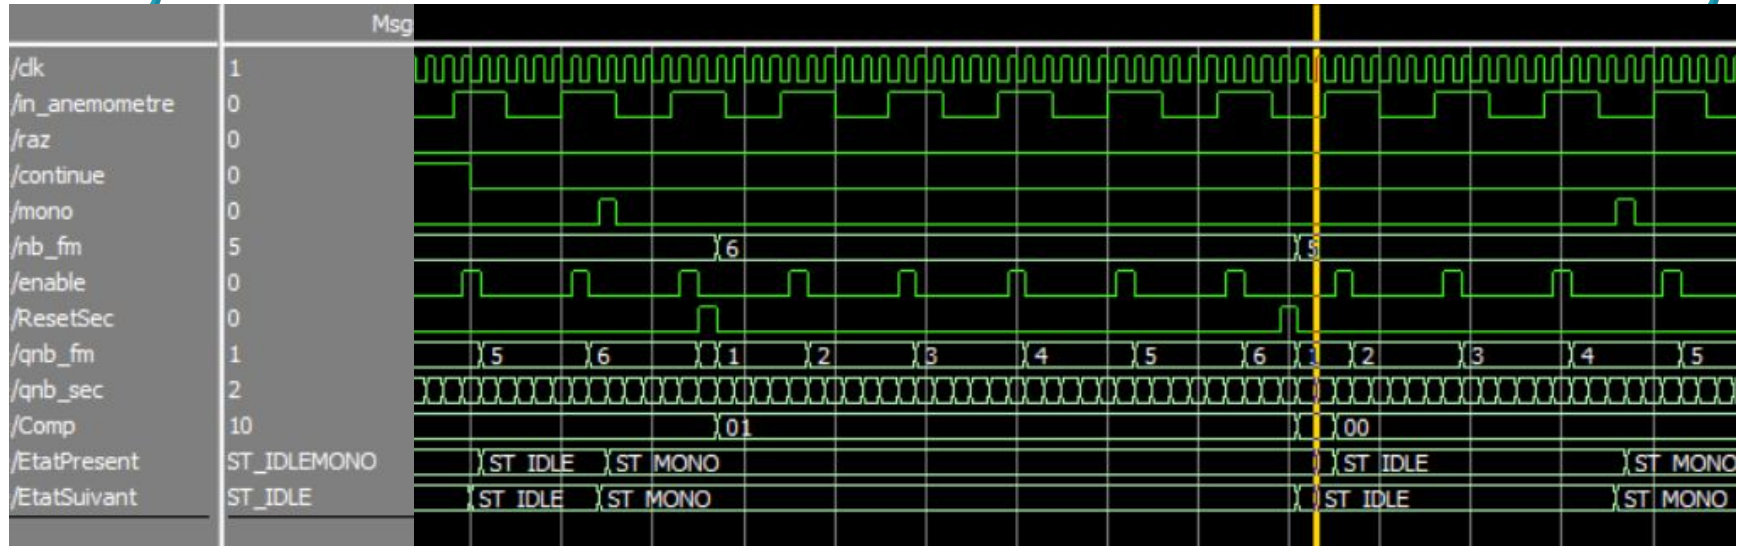 Msg
/clk 1
/in_anemometre 0
/raz 0
/continue 0
/mono 0
/nb_fm 5 6 5
/enable 0
/ResetSec 0
/qnb_fm 1 5 6 1 2 3 4 5 6 1 2 3 4 5
/qnb_sec 2
/Comp 10 01 00
/EtatPresent ST_IDLEMONO ST_IDLE ST_MONO ST_IDLE ST_MONO
/EtatSuivant ST_IDLE ST_IDLE ST_MONO ST_IDLE ST_MONO